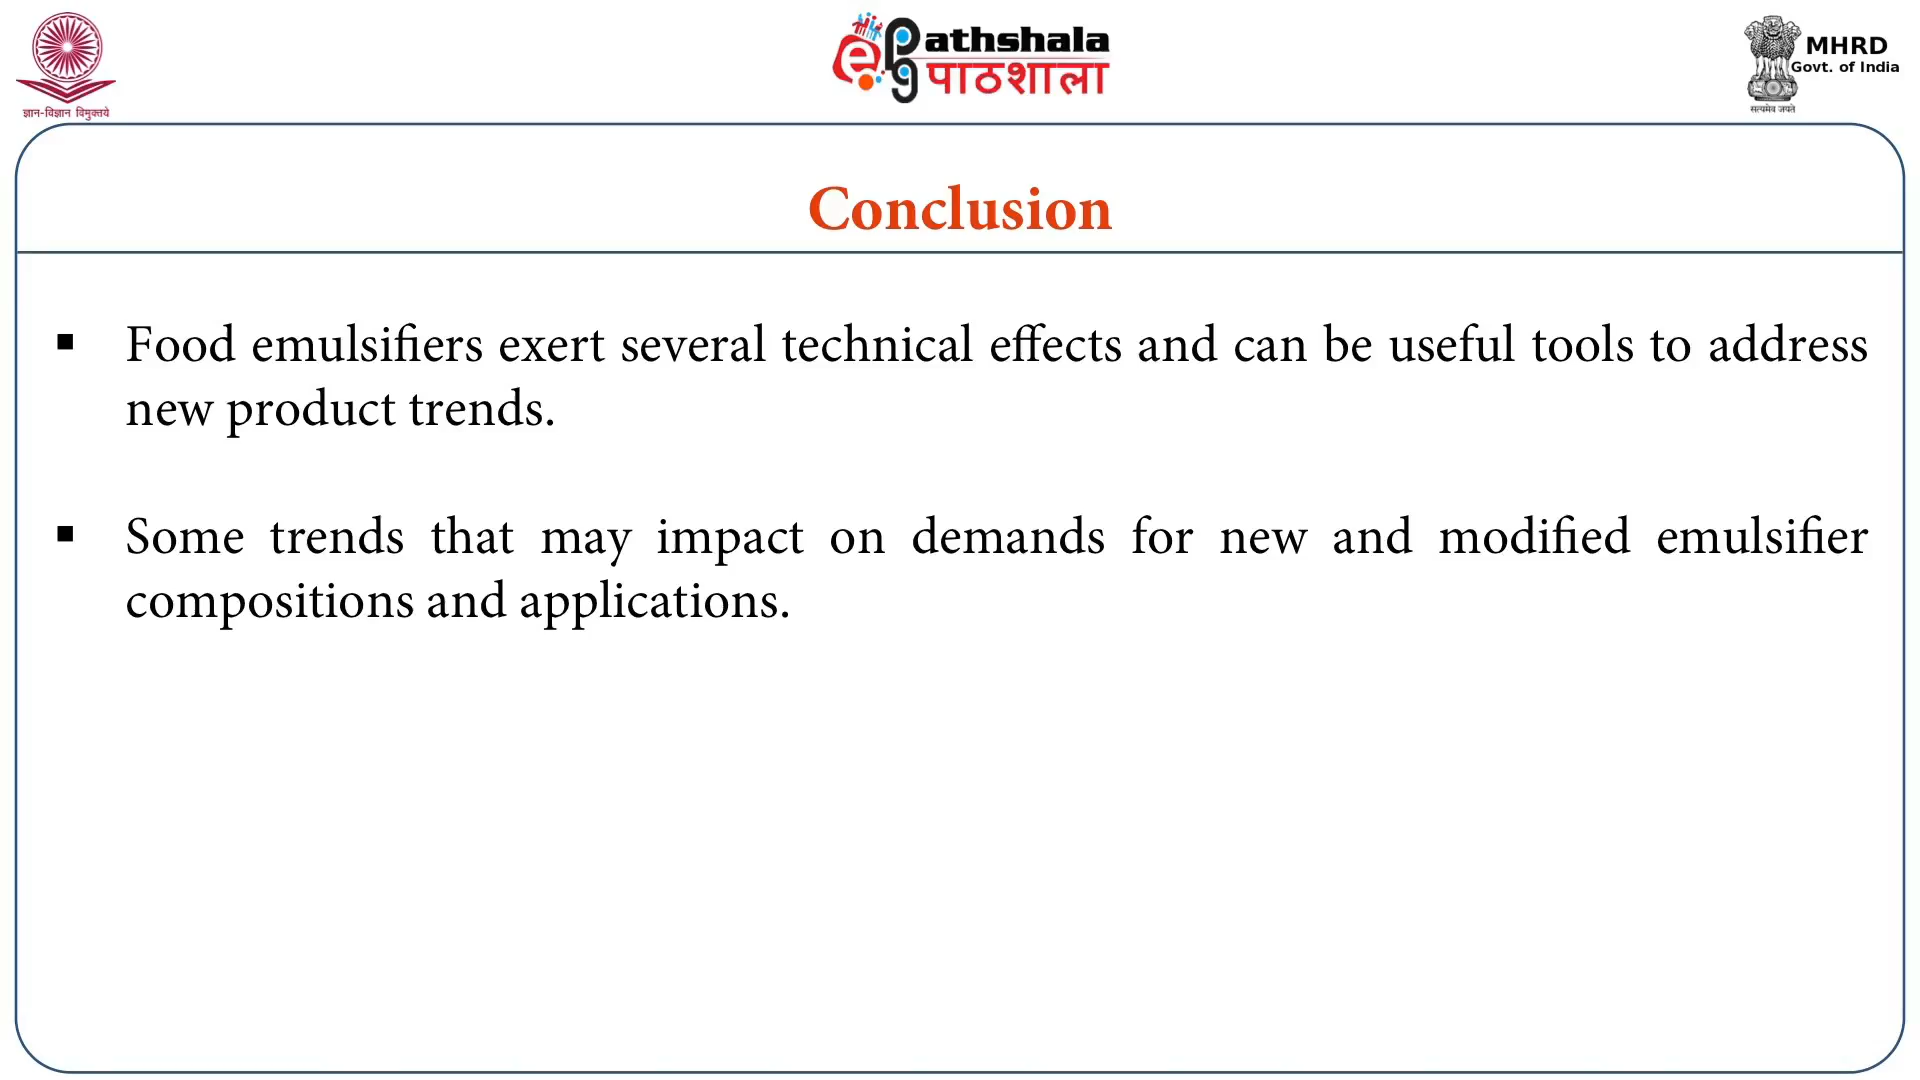 ज्ञान-विज्ञान विमुक्तये
e PG Pathshala
पाठशाला
MHRD
Govt. of India
सत्यमेव जयते
Conclusion
▪ Food emulsifiers exert several technical effects and can be useful tools to address
new product trends.
▪ Some trends that may impact on demands for new and modified emulsifier
compositions and applications.